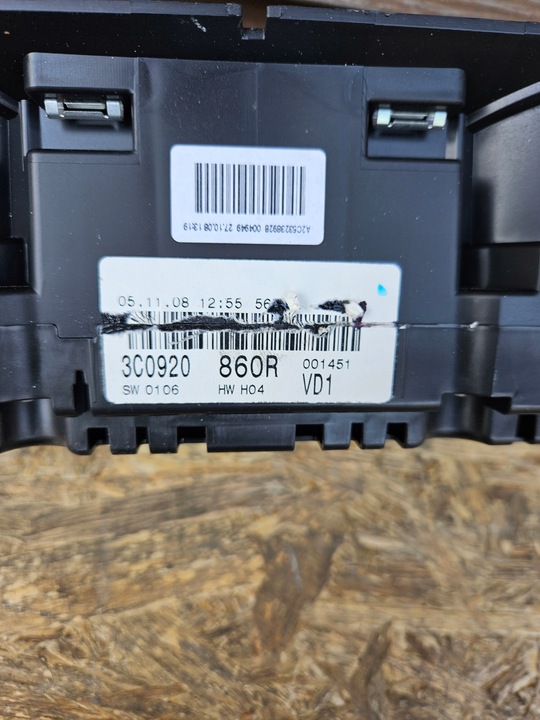 A2C53238928 004949 27.10.08 13:19
05.11.08 12:55 56
3C0920 860R 001451
SW 0106 HW H04 VD1